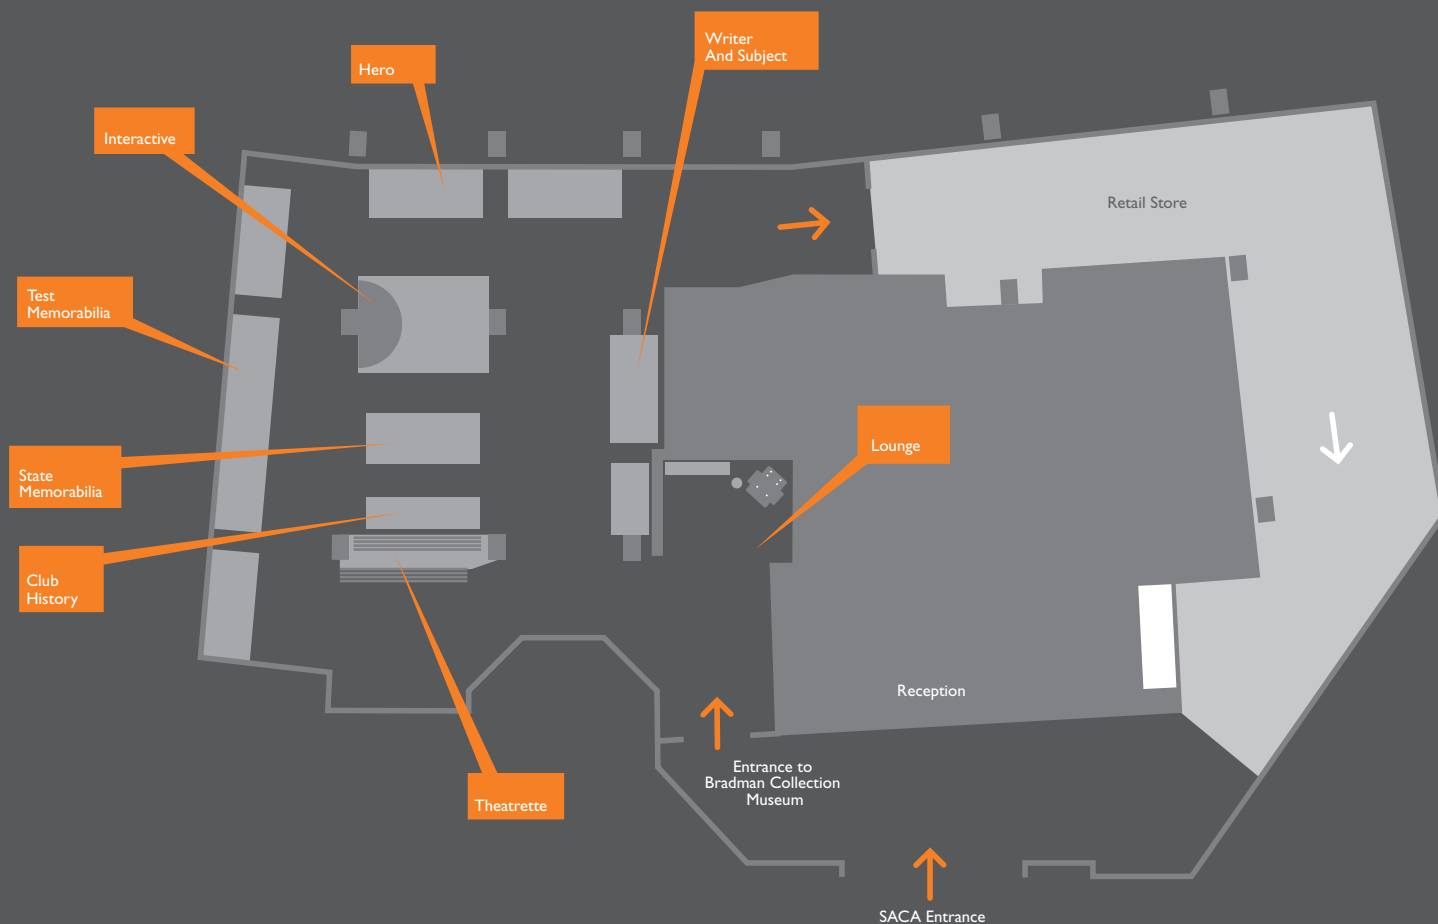 Writer
And Subject
Hero
Interactive
Retail Store
Test
Memorabilia
Lounge
State
Memorabilia
Club
History
Reception
Entrance to
Bradman Collection
Museum
Theatrette
SACA Entrance